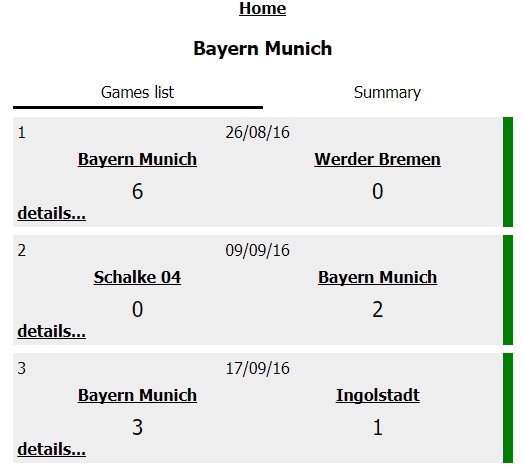 Home
Bayern Munich
Games list Summary
1 26/08/16
Bayern Munich Werder Bremen
6 0
details...
2 09/09/16
Schalke 04 Bayern Munich
0 2
details...
3 17/09/16
Bayern Munich Ingolstadt
3 1
details...